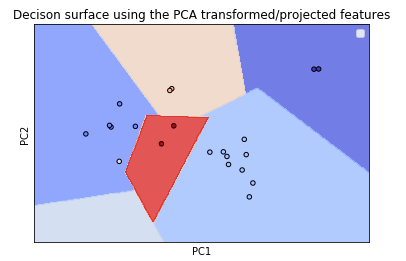 Decison surface using the PCA transformed/projected features
PC2
PC1